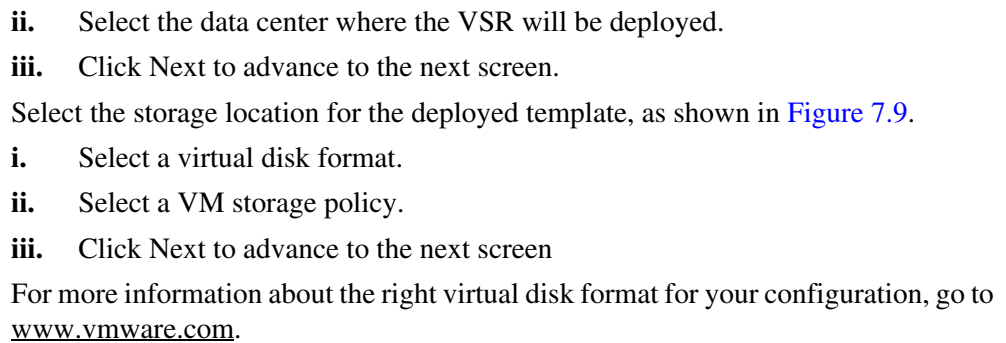 ii. Select the data center where the VSR will be deployed.
iii. Click Next to advance to the next screen.
Select the storage location for the deployed template, as shown in Figure 7.9.
i. Select a virtual disk format.
ii. Select a VM storage policy.
iii. Click Next to advance to the next screen
For more information about the right virtual disk format for your configuration, go to
www.vmware.com.